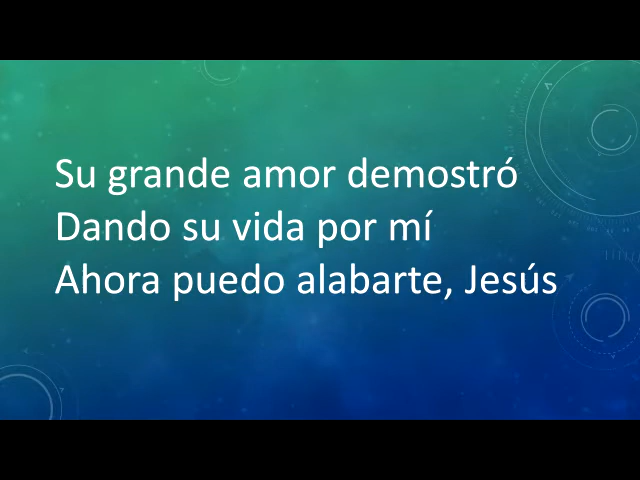 Su grande amor demostró
Dando su vida por mí
Ahora puedo alabarte, Jesús